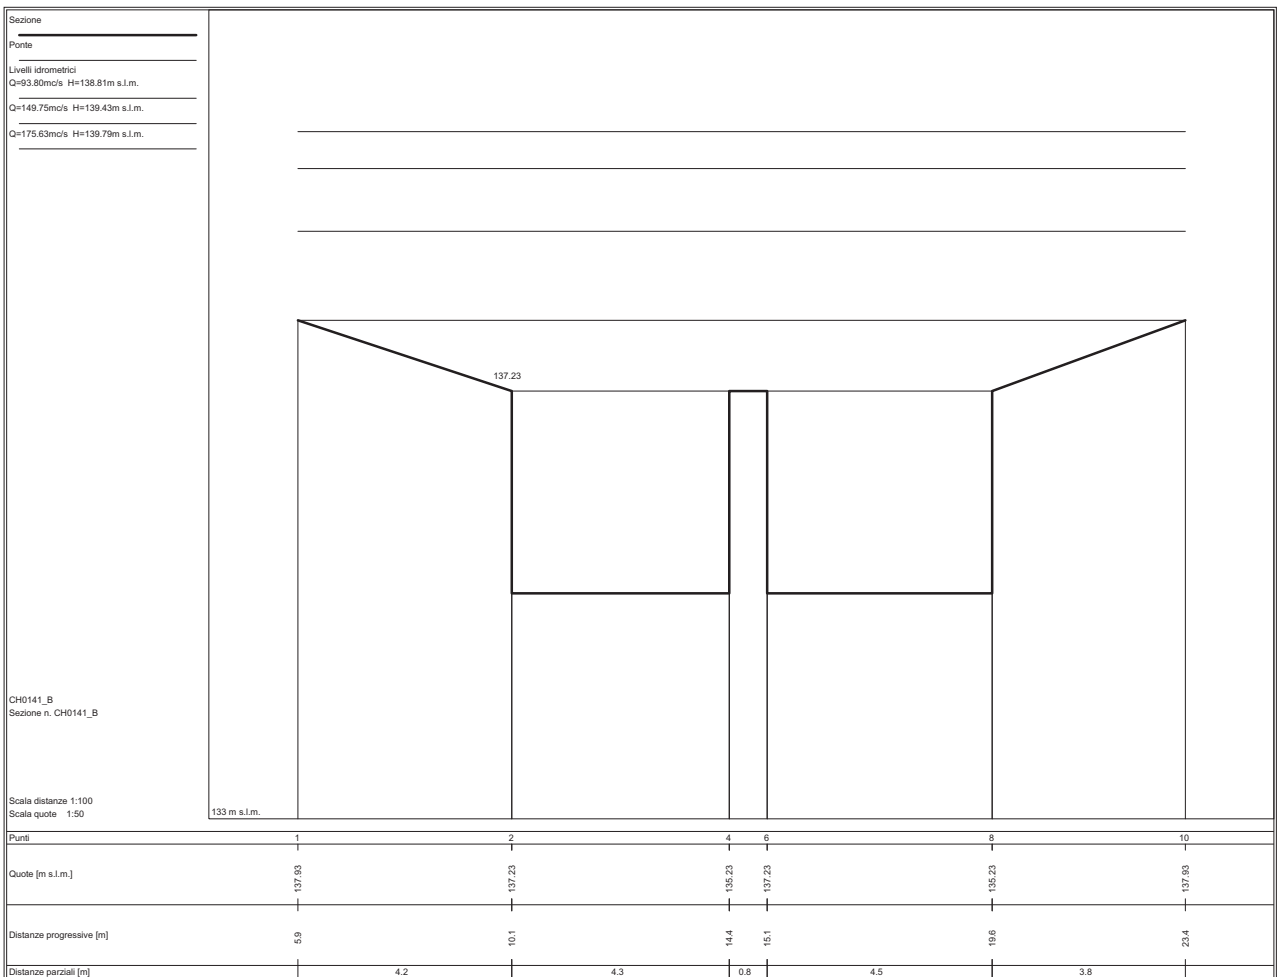 Sezione
Ponte
Livelli idrometrici
Q=93.80mc/s H=138.81m s.l.m.
Q=149.75mc/s H=139.43m s.l.m.
Q=175.63mc/s H=139.79m s.l.m.
137.23
CH0141_B
Sezione n. CH0141_B
Scala distanze 1:100
Scala quote 1:50
133 m s.l.m.
Punti 1 2 4 6 8 10
Quote [m s.l.m.] 137.93 137.23 135.23 137.23 135.23 137.93
Distanze progressive [m] 5.9 10.1 14.4 15.1 19.6 23.4
Distanze parziali [m] 4.2 4.3 0.8 4.5 3.8